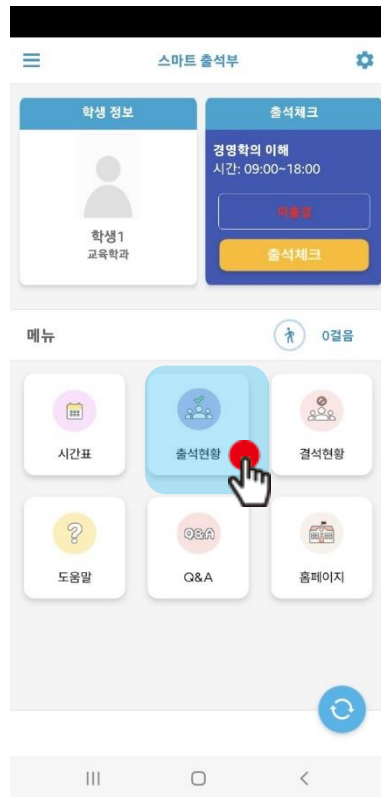 스마트 출석부
학생 정보
학생1
교육학과
출석체크
경영학의 이해
시간: 09:00~18:00
미출결
출석체크
메뉴
0걸음
시간표
출석현황
결석현황
도움말
Q&A
Q&A
홈페이지